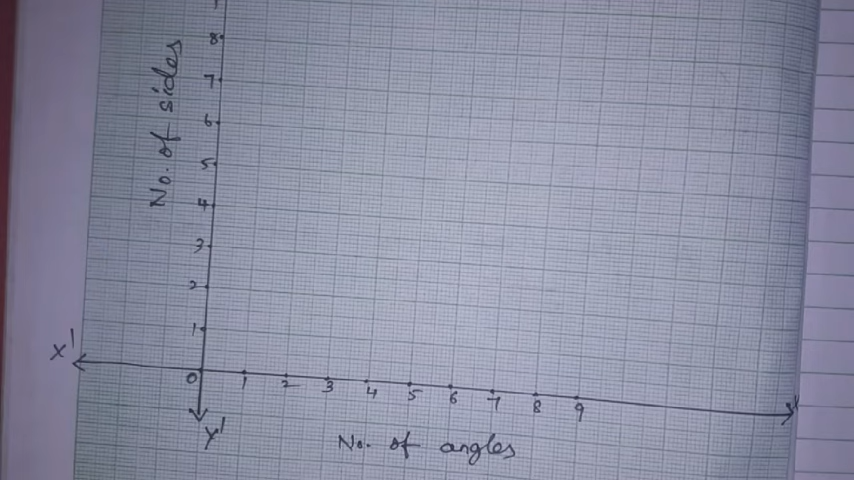 No. of sides
8
7
6
5
4
3
2
1
X'
0 1 2 3 4 5 6 7 8 9
Y'
No. of angles